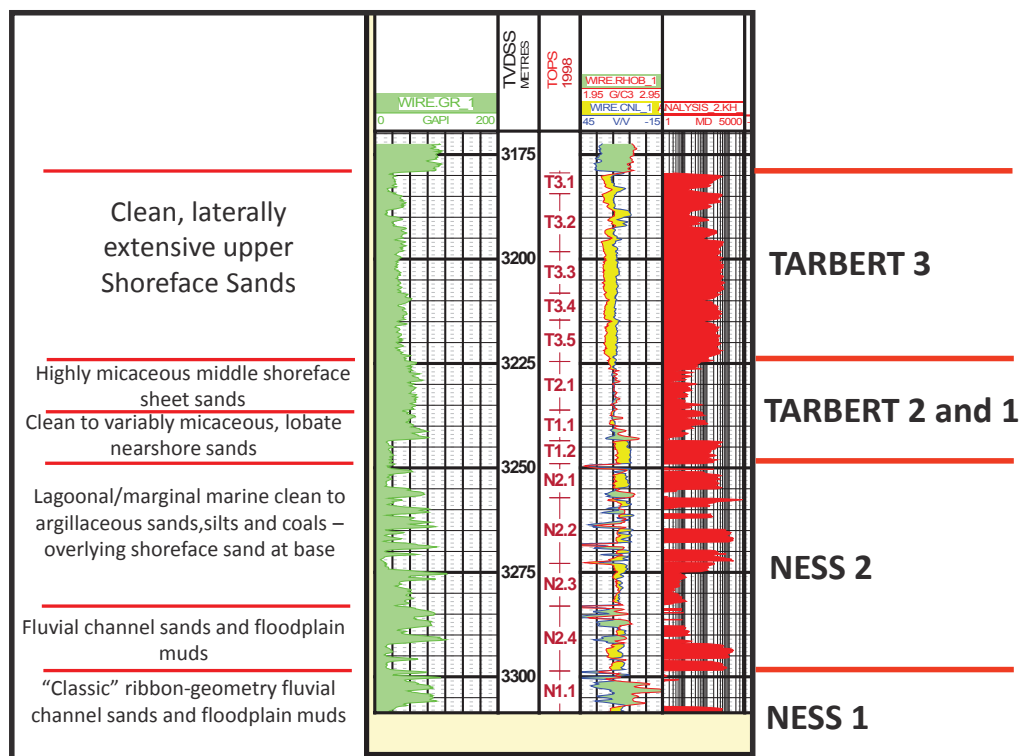 Clean, laterally
extensive upper
Shoreface Sands
Highly micaceous middle shoreface
sheet sands
Clean to variably micaceous, lobate
nearshore sands
Lagoonal/marginal marine clean to
argillaceous sands,silts and coals –
overlying shoreface sand at base
Fluvial channel sands and floodplain
muds
“Classic” ribbon-geometry fluvial
channel sands and floodplain muds
WIRE.GR_1
0 GAPI 200
TVDSS
METRES
3175
3200
3225
3250
3275
3300
TOPS
1998
T3.1
T3.2
T3.3
T3.4
T3.5
T2.1
T1.1
T1.2
N2.1
N2.2
N2.3
N2.4
N1.1
WIRE.RHOB_1
1.95 G/C3 2.95
WIRE.CNL_1
45 V/V -15
ANALYSIS_2.KH_
1 MD 5000
TARBERT 3
TARBERT 2 and 1
NESS 2
NESS 1